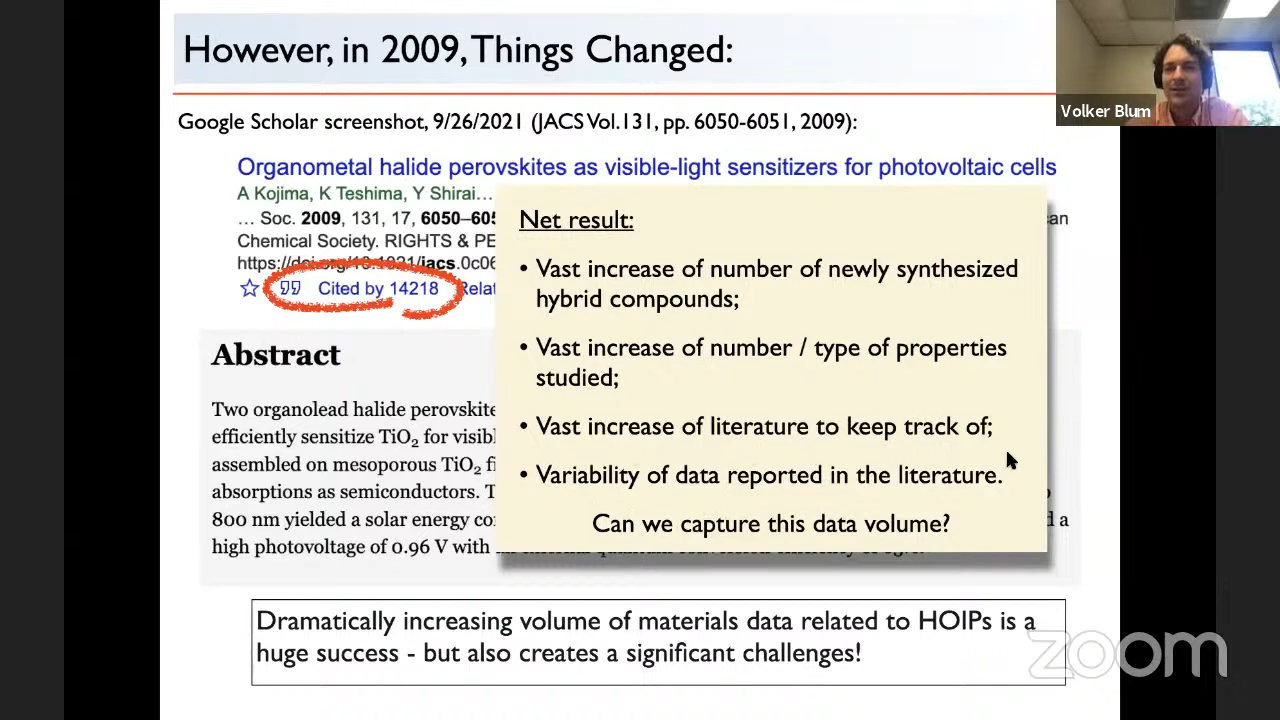 However, in 2009, Things Changed:
Volker Blum
Google Scholar screenshot, 9/26/2021 (JACS Vol.131, pp. 6050-6051, 2009):
Organometal halide perovskites as visible-light sensitizers for photovoltaic cells
A Kojima, K Teshima, Y Shirai…
… Soc. 2009, 131, 17, 6050–605
Chemical Society. RIGHTS & PE
https://doi.org/10.1021/jacs.0c06
Cited by 14218
Net result:
• Vast increase of number of newly synthesized
hybrid compounds;
• Vast increase of number / type of properties
studied;
• Vast increase of literature to keep track of;
• Variability of data reported in the literature.
Can we capture this data volume?
Abstract
Two organolead halide perovskite
efficiently sensitize TiO₂ for visibl
assembled on mesoporous TiO₂ fi
absorptions as semiconductors. T
800 nm yielded a solar energy co
high photovoltage of 0.96 V with
Dramatically increasing volume of materials data related to HOIPs is a
huge success - but also creates a significant challenges!
zoom